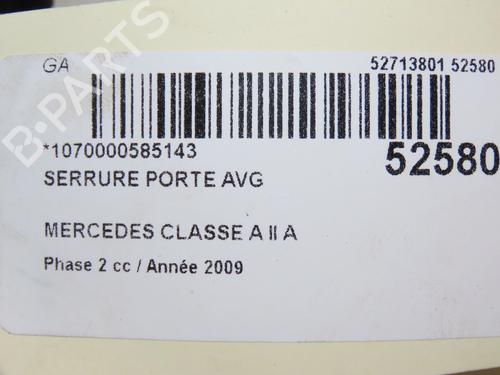 GA 52713801 52580
*1070000585143 52580
SERRURE PORTE AVG
MERCEDES CLASSE A II A
Phase 2 cc / Année 2009
B-PARTS